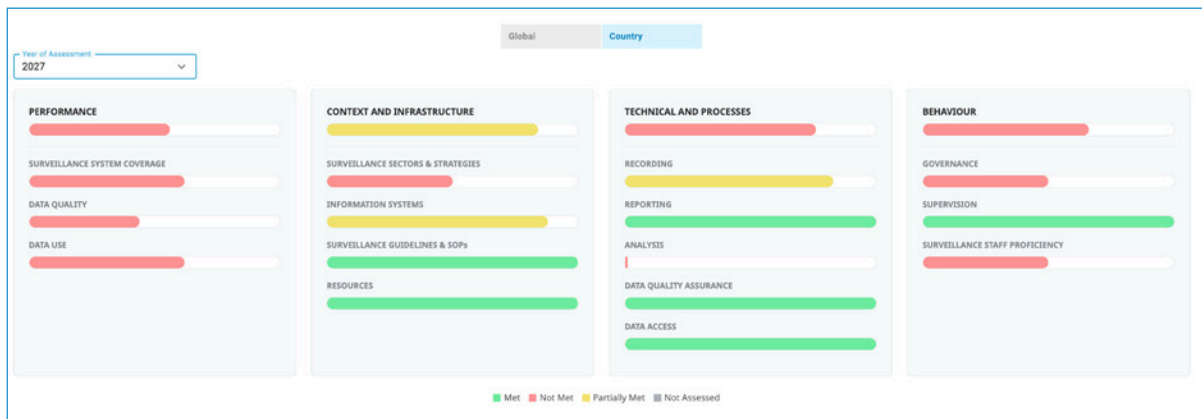 Global
Country
Year of Assessment
2027
PERFORMANCE
SURVEILLANCE SYSTEM COVERAGE
DATA QUALITY
DATA USE
CONTEXT AND INFRASTRUCTURE
SURVEILLANCE SECTORS & STRATEGIES
INFORMATION SYSTEMS
SURVEILLANCE GUIDELINES & SOPs
RESOURCES
TECHNICAL AND PROCESSES
RECORDING
REPORTING
ANALYSIS
DATA QUALITY ASSURANCE
DATA ACCESS
BEHAVIOUR
GOVERNANCE
SUPERVISION
SURVEILLANCE STAFF PROFICIENCY
Met Not Met Partially Met Not Assessed